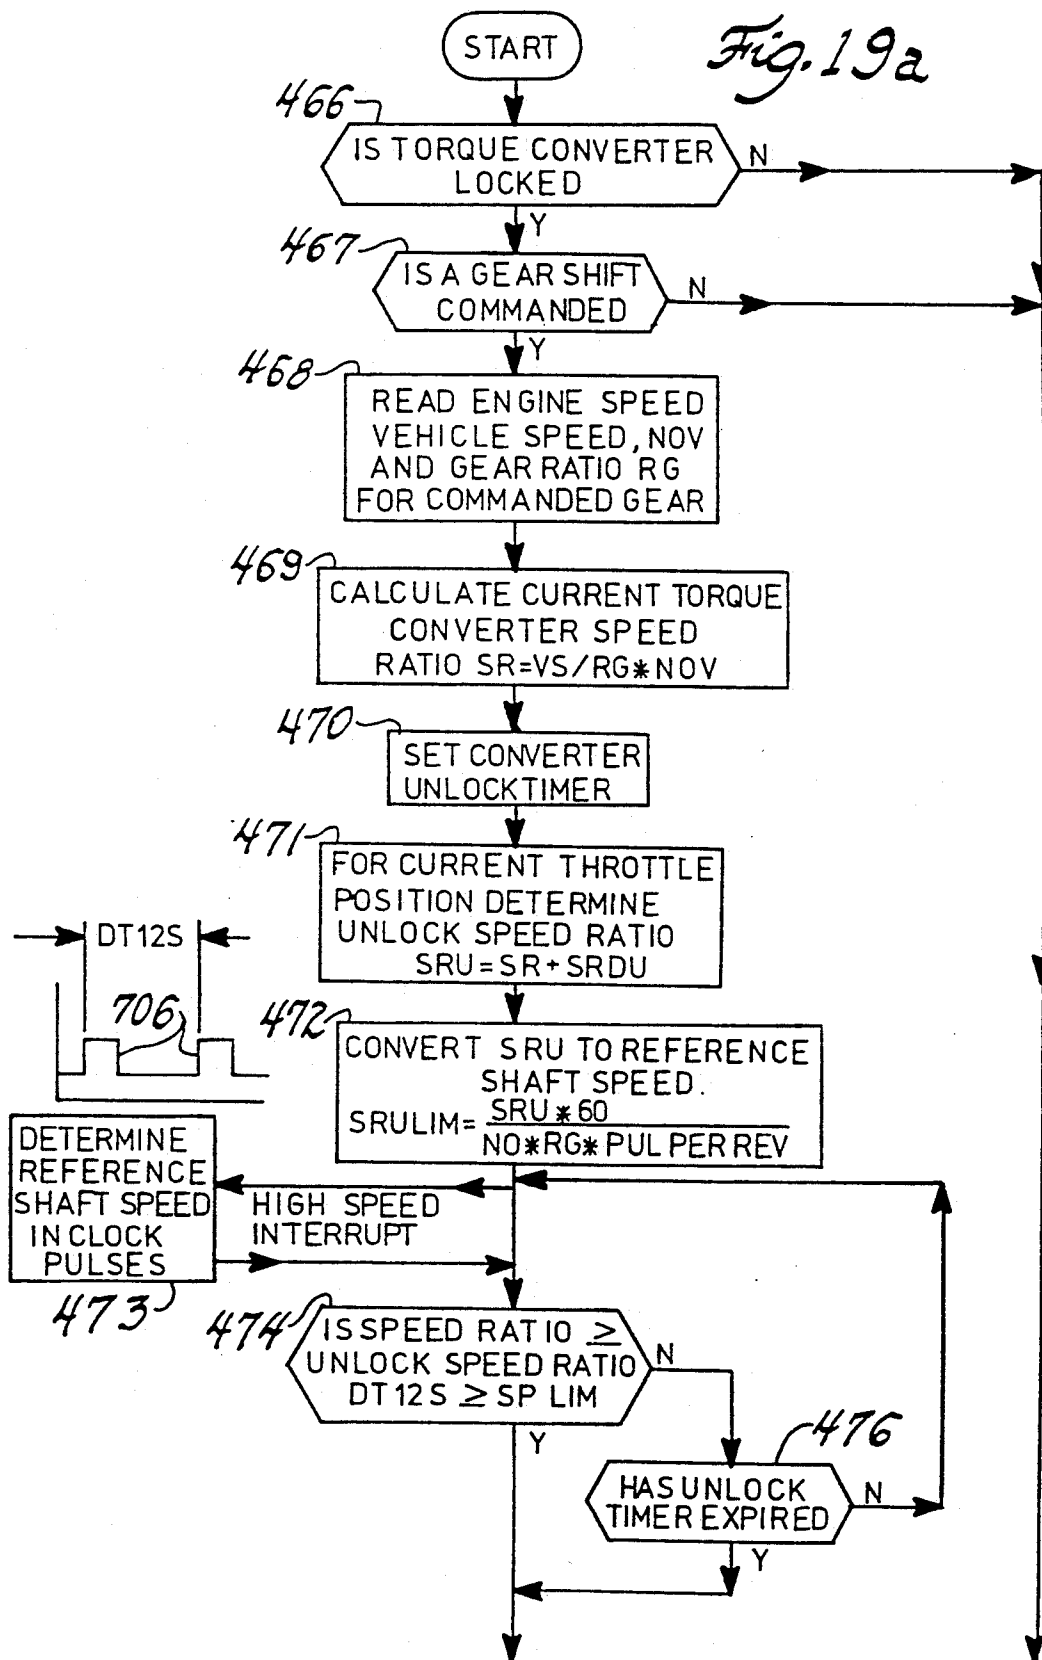 START
Fig. 19a
466
IS TORQUE CONVERTER
LOCKED
N
Y
467
IS A GEAR SHIFT
COMMANDED
N
Y
468
READ ENGINE SPEED
VEHICLE SPEED, NOV
AND GEAR RATIO RG
FOR COMMANDED GEAR
469
CALCULATE CURRENT TORQUE
CONVERTER SPEED
RATIO SR=VS/RG*NOV
470
SET CONVERTER
UNLOCK TIMER
471
FOR CURRENT THROTTLE
POSITION DETERMINE
UNLOCK SPEED RATIO
SRU=SR+SRDU
DT12S
706
472
CONVERT SRU TO REFERENCE
SHAFT SPEED.
SRULIM= SRU*60
NO*RG*PULPERREV
DETERMINE
REFERENCE
SHAFT SPEED
IN CLOCK
PULSES
473
HIGH SPEED
INTERRUPT
474
IS SPEED RATIO ≥
UNLOCK SPEED RATIO
DT12S ≥ SP LIM
N
Y
476
HAS UNLOCK
TIMER EXPIRED
N
Y